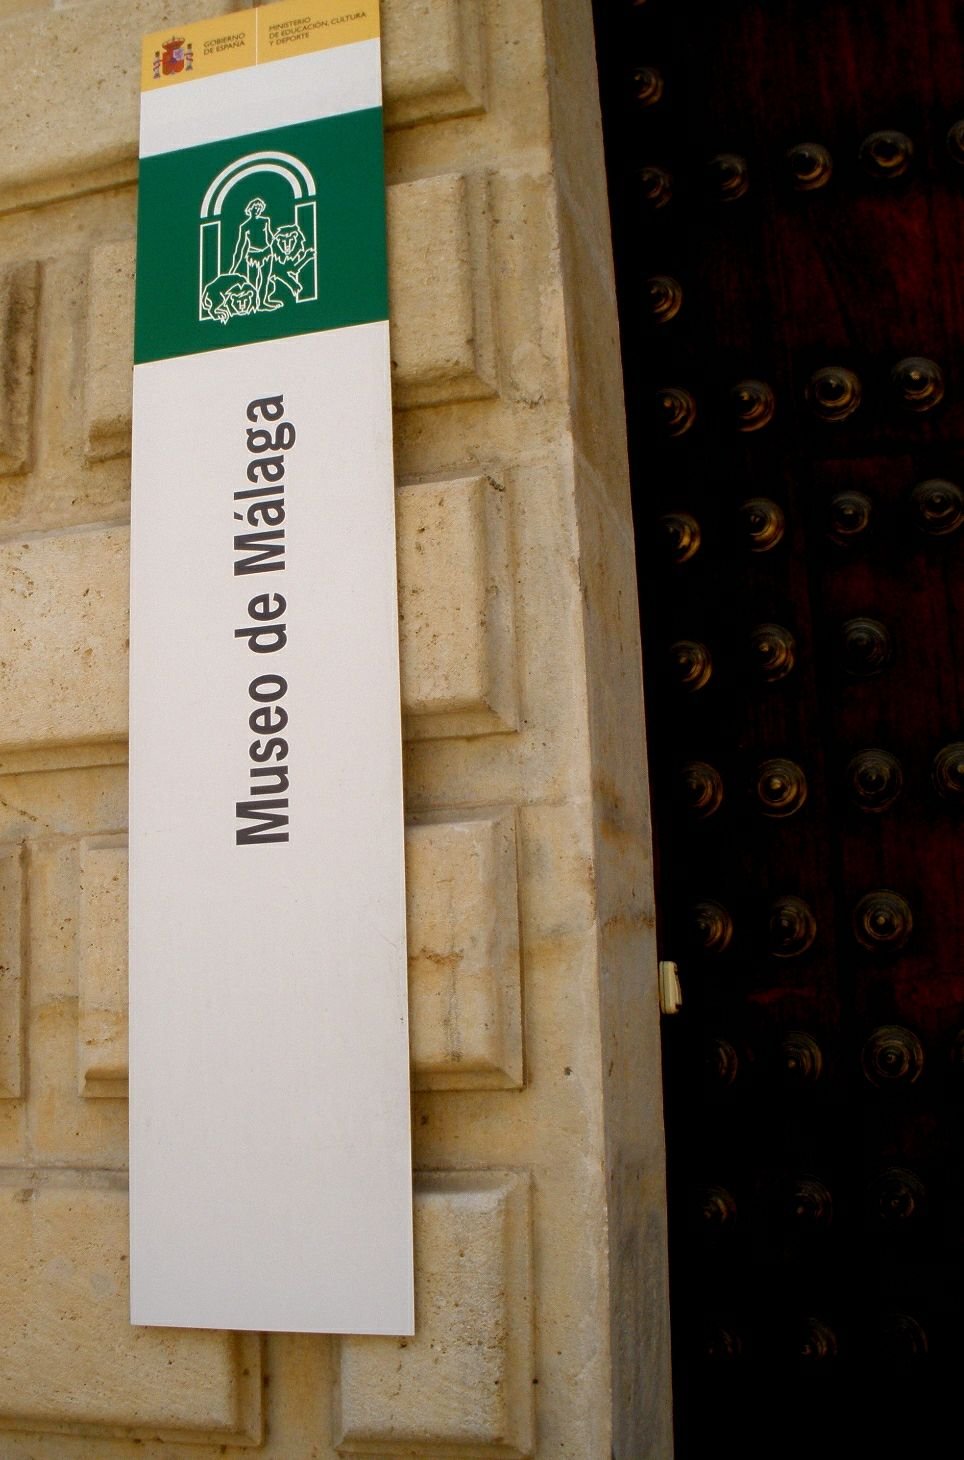 GOBIERNO
DE ESPAÑA
MINISTERIO
DE EDUCACIÓN, CULTURA
Y DEPORTE
Museo de Málaga